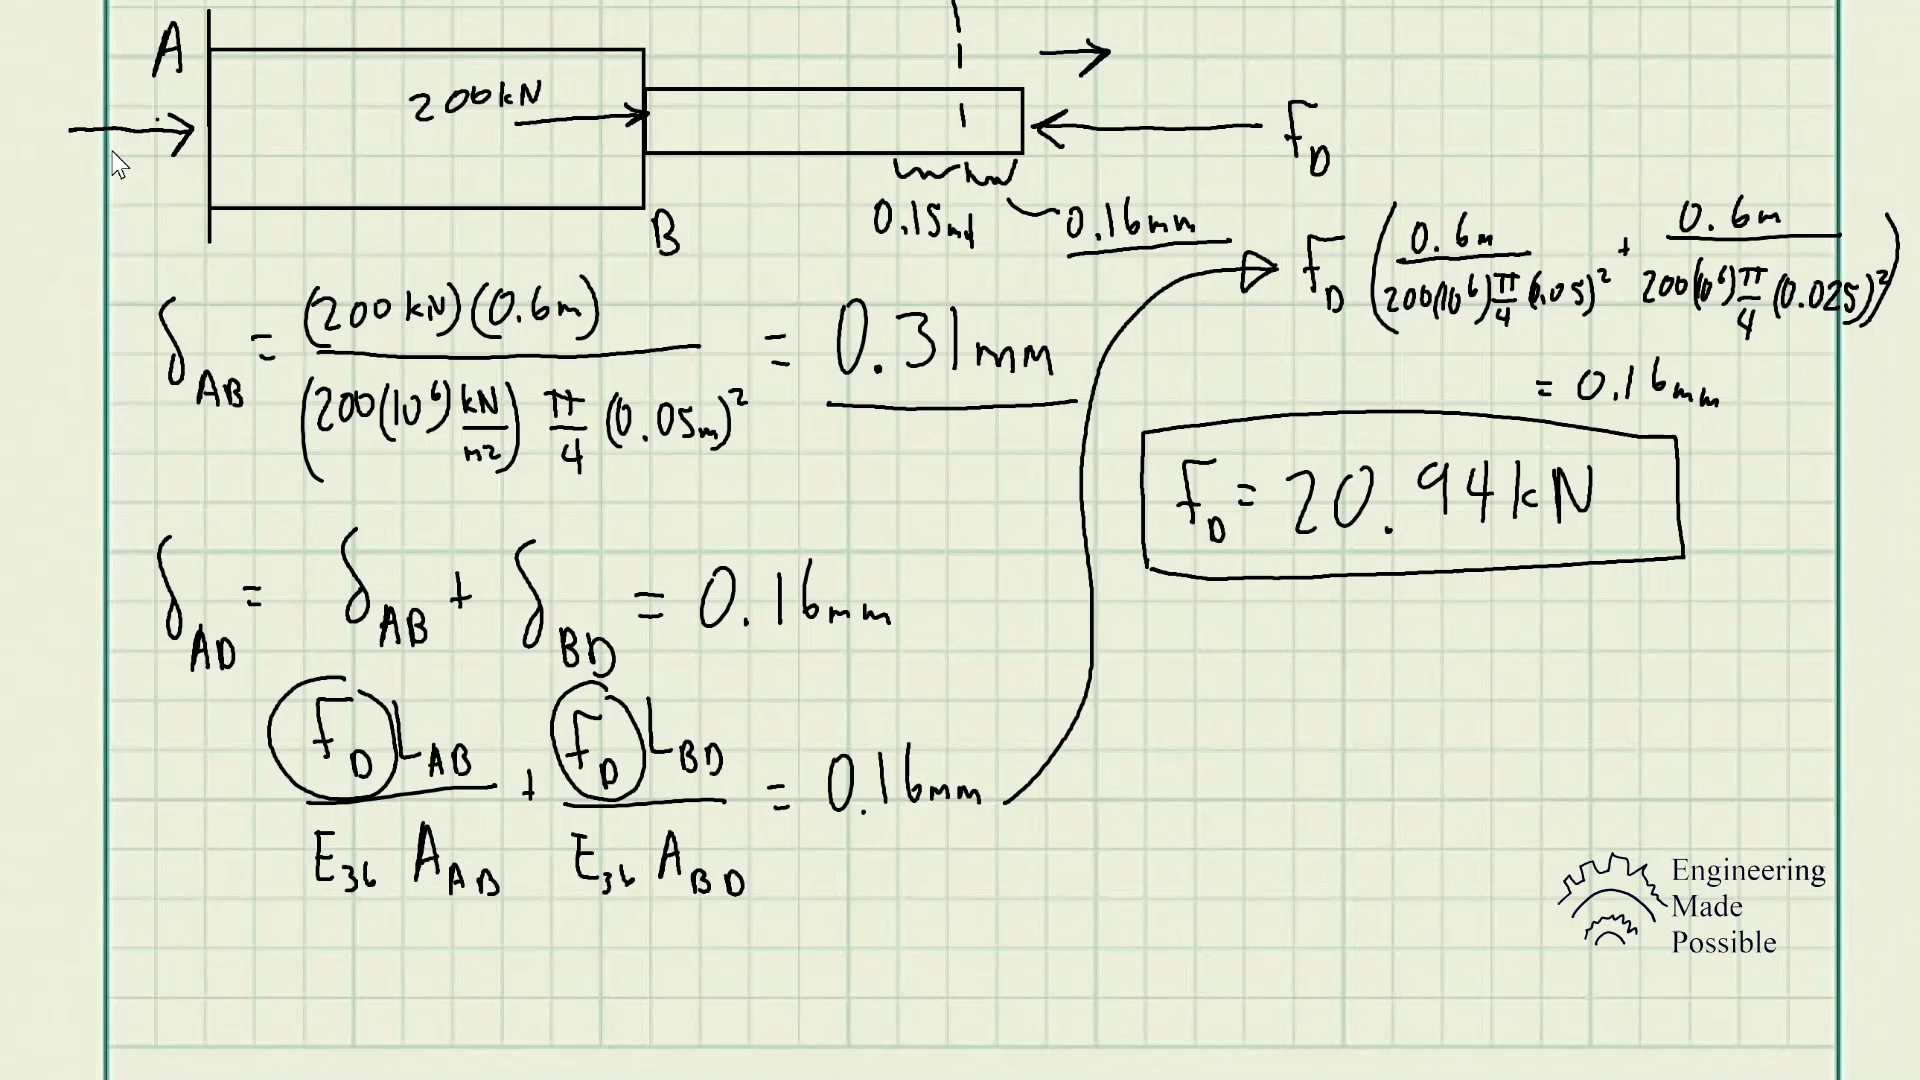 A
200kN
F_D
B
0.15mm
0.16mm
F_D (0.6m / 200(10^6) π/4 (0.05)^2 + 0.6m / 200(10^6) π/4 (0.025)^2)
= 0.16mm
δ_AB = (200 kN)(0.6m) / (200(10^6) kN/m2) π/4 (0.05m)^2 = 0.31mm
F_D = 20.94kN
δ_AD = δ_AB + δ_BD = 0.16mm
F_D L_AB / E_36 A_AB + F_D L_BD / E_36 A_BD = 0.16mm
Engineering
Made
Possible